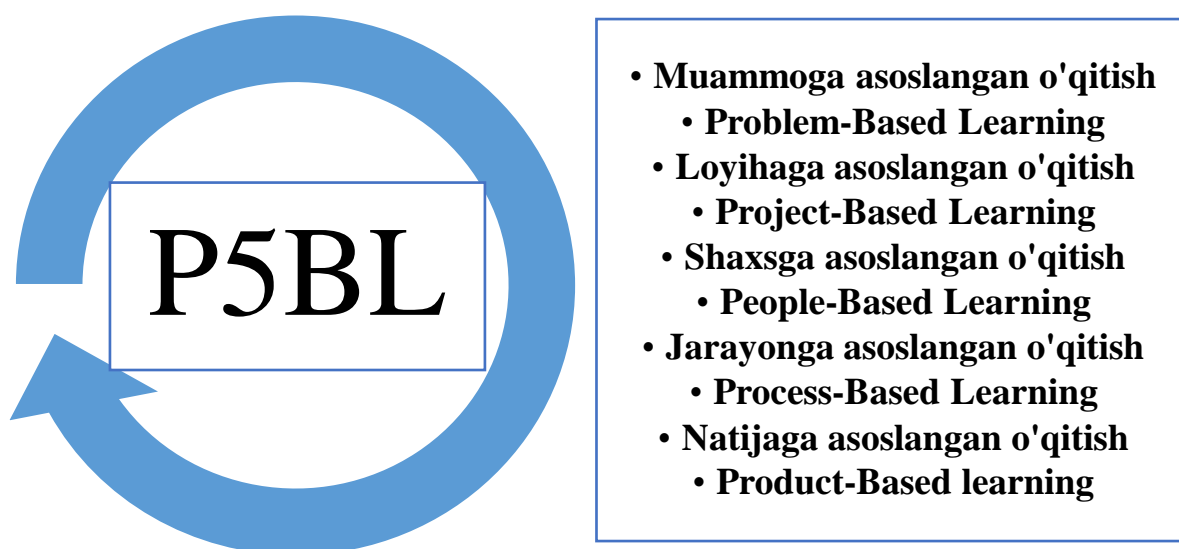 P5BL
• Muammoga asoslangan o'qitish
• Problem-Based Learning
• Loyihaga asoslangan o'qitish
• Project-Based Learning
• Shaxsga asoslangan o'qitish
• People-Based Learning
• Jarayonga asoslangan o'qitish
• Process-Based Learning
• Natijaga asoslangan o'qitish
• Product-Based learning